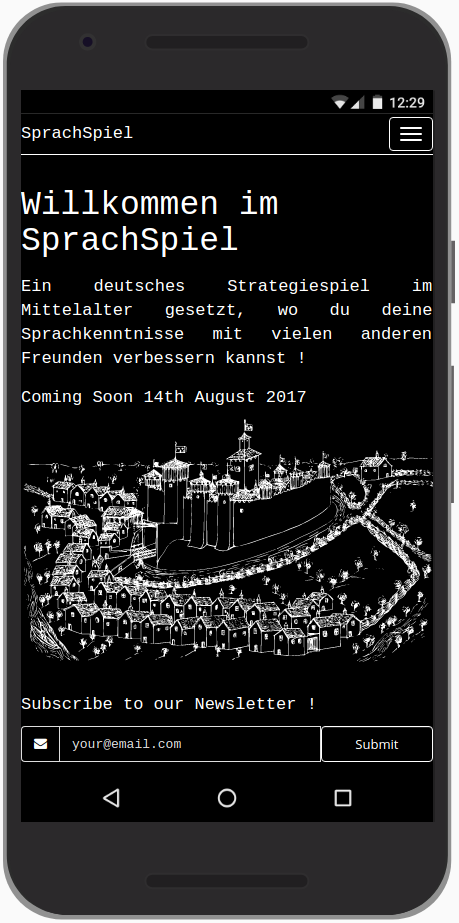 12:29
SprachSpiel
Willkommen im
SprachSpiel
Ein deutsches Strategiespiel im
Mittelalter gesetzt, wo du deine
Sprachkenntnisse mit vielen anderen
Freunden verbessern kannst !
Coming Soon 14th August 2017
Subscribe to our Newsletter !
your@email.com
Submit